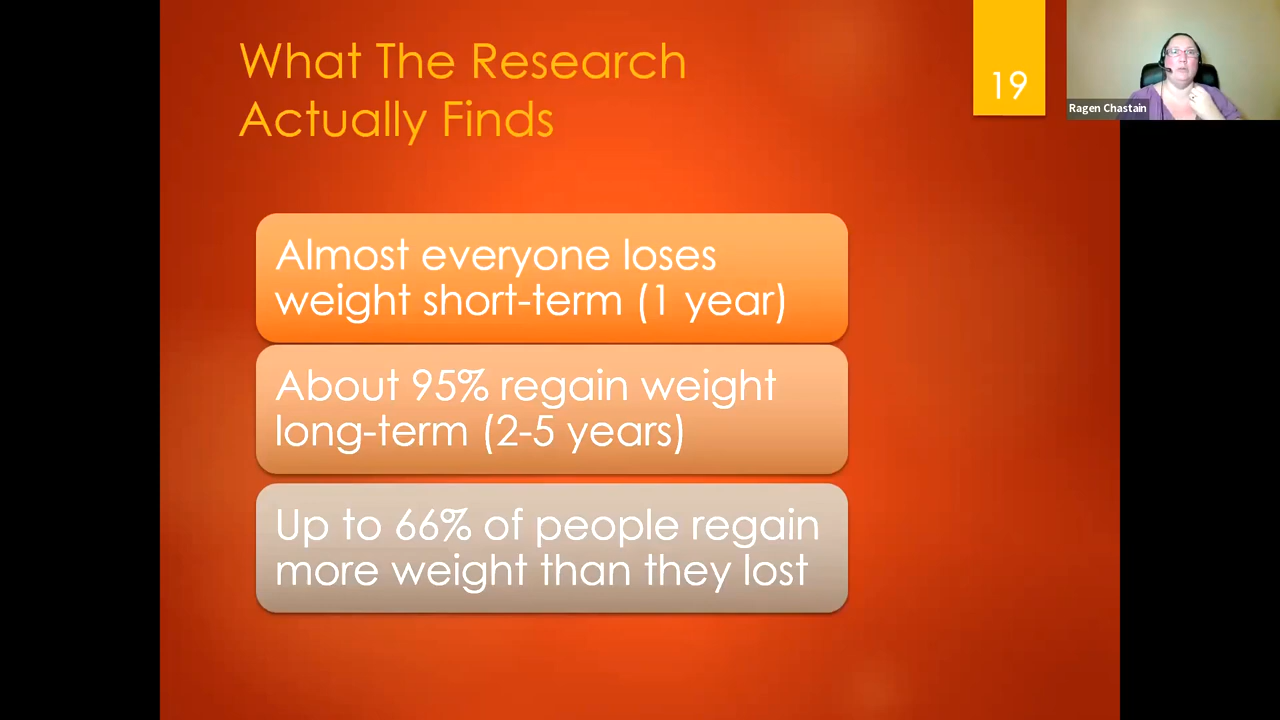 What The Research
Actually Finds
19
Ragen Chastain
Almost everyone loses
weight short-term (1 year)
About 95% regain weight
long-term (2-5 years)
Up to 66% of people regain
more weight than they lost